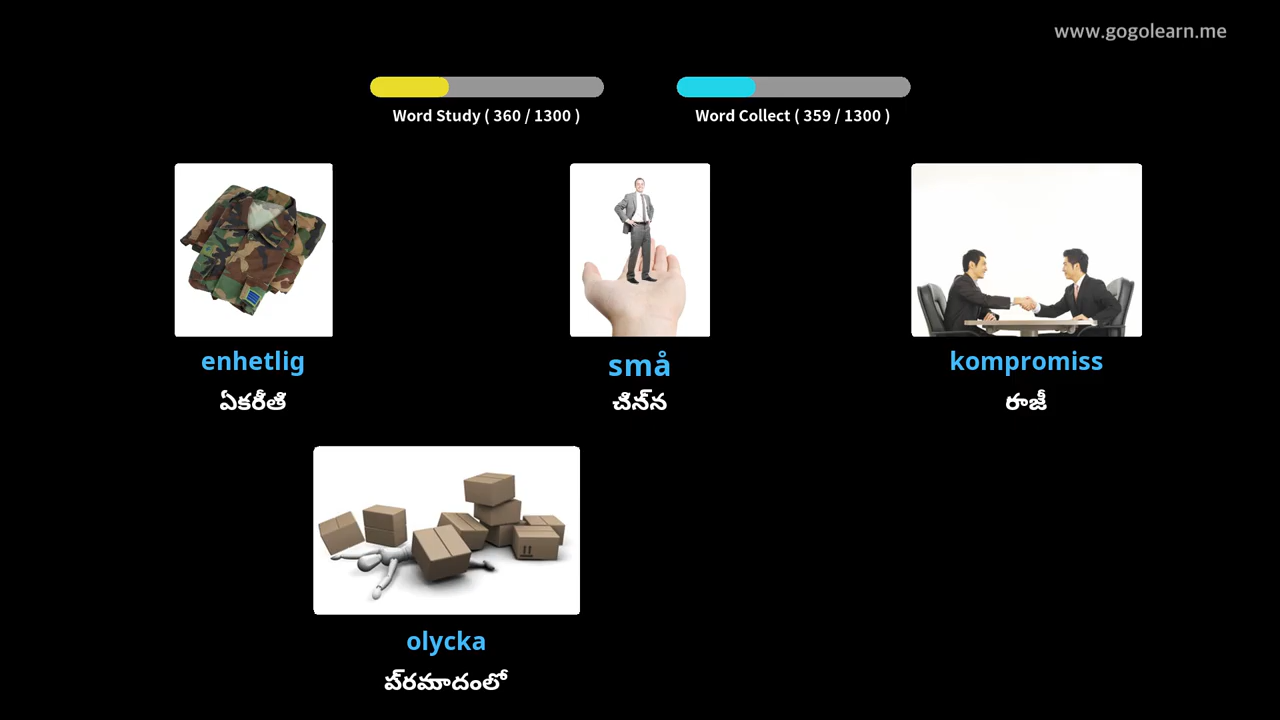 www.gogolearn.me
Word Study ( 360 / 1300 )
Word Collect ( 359 / 1300 )
enhetlig
små
kompromiss
ఏకరీతి
చిన్న
రాజీ
olycka
ప్రమాదంలో